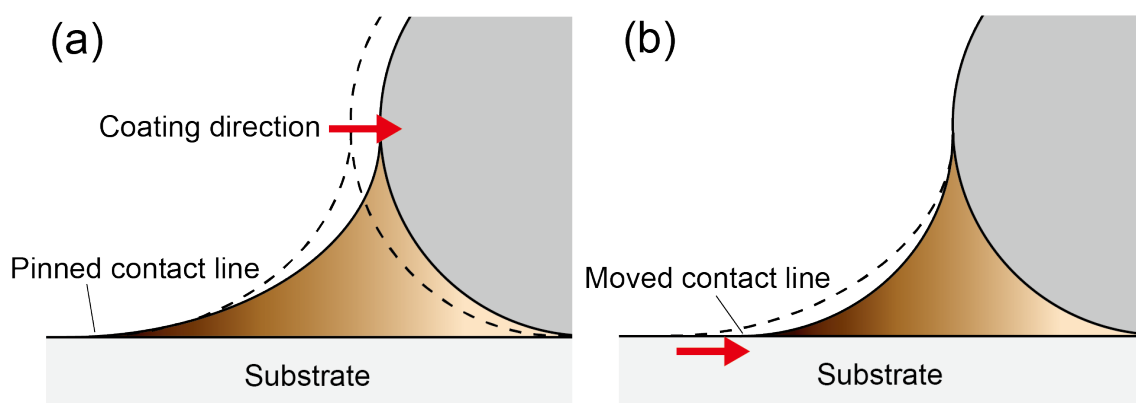 (a)
Coating direction
Pinned contact line
Substrate
(b)
Moved contact line
Substrate